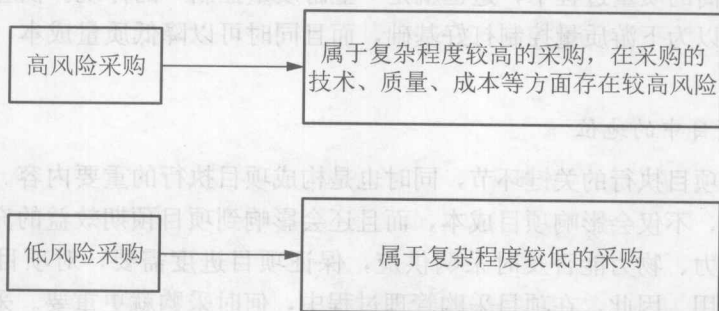 高风险采购
属于复杂程度较高的采购，在采购的
技术、质量、成本等方面存在较高风险
低风险采购
属于复杂程度较低的采购